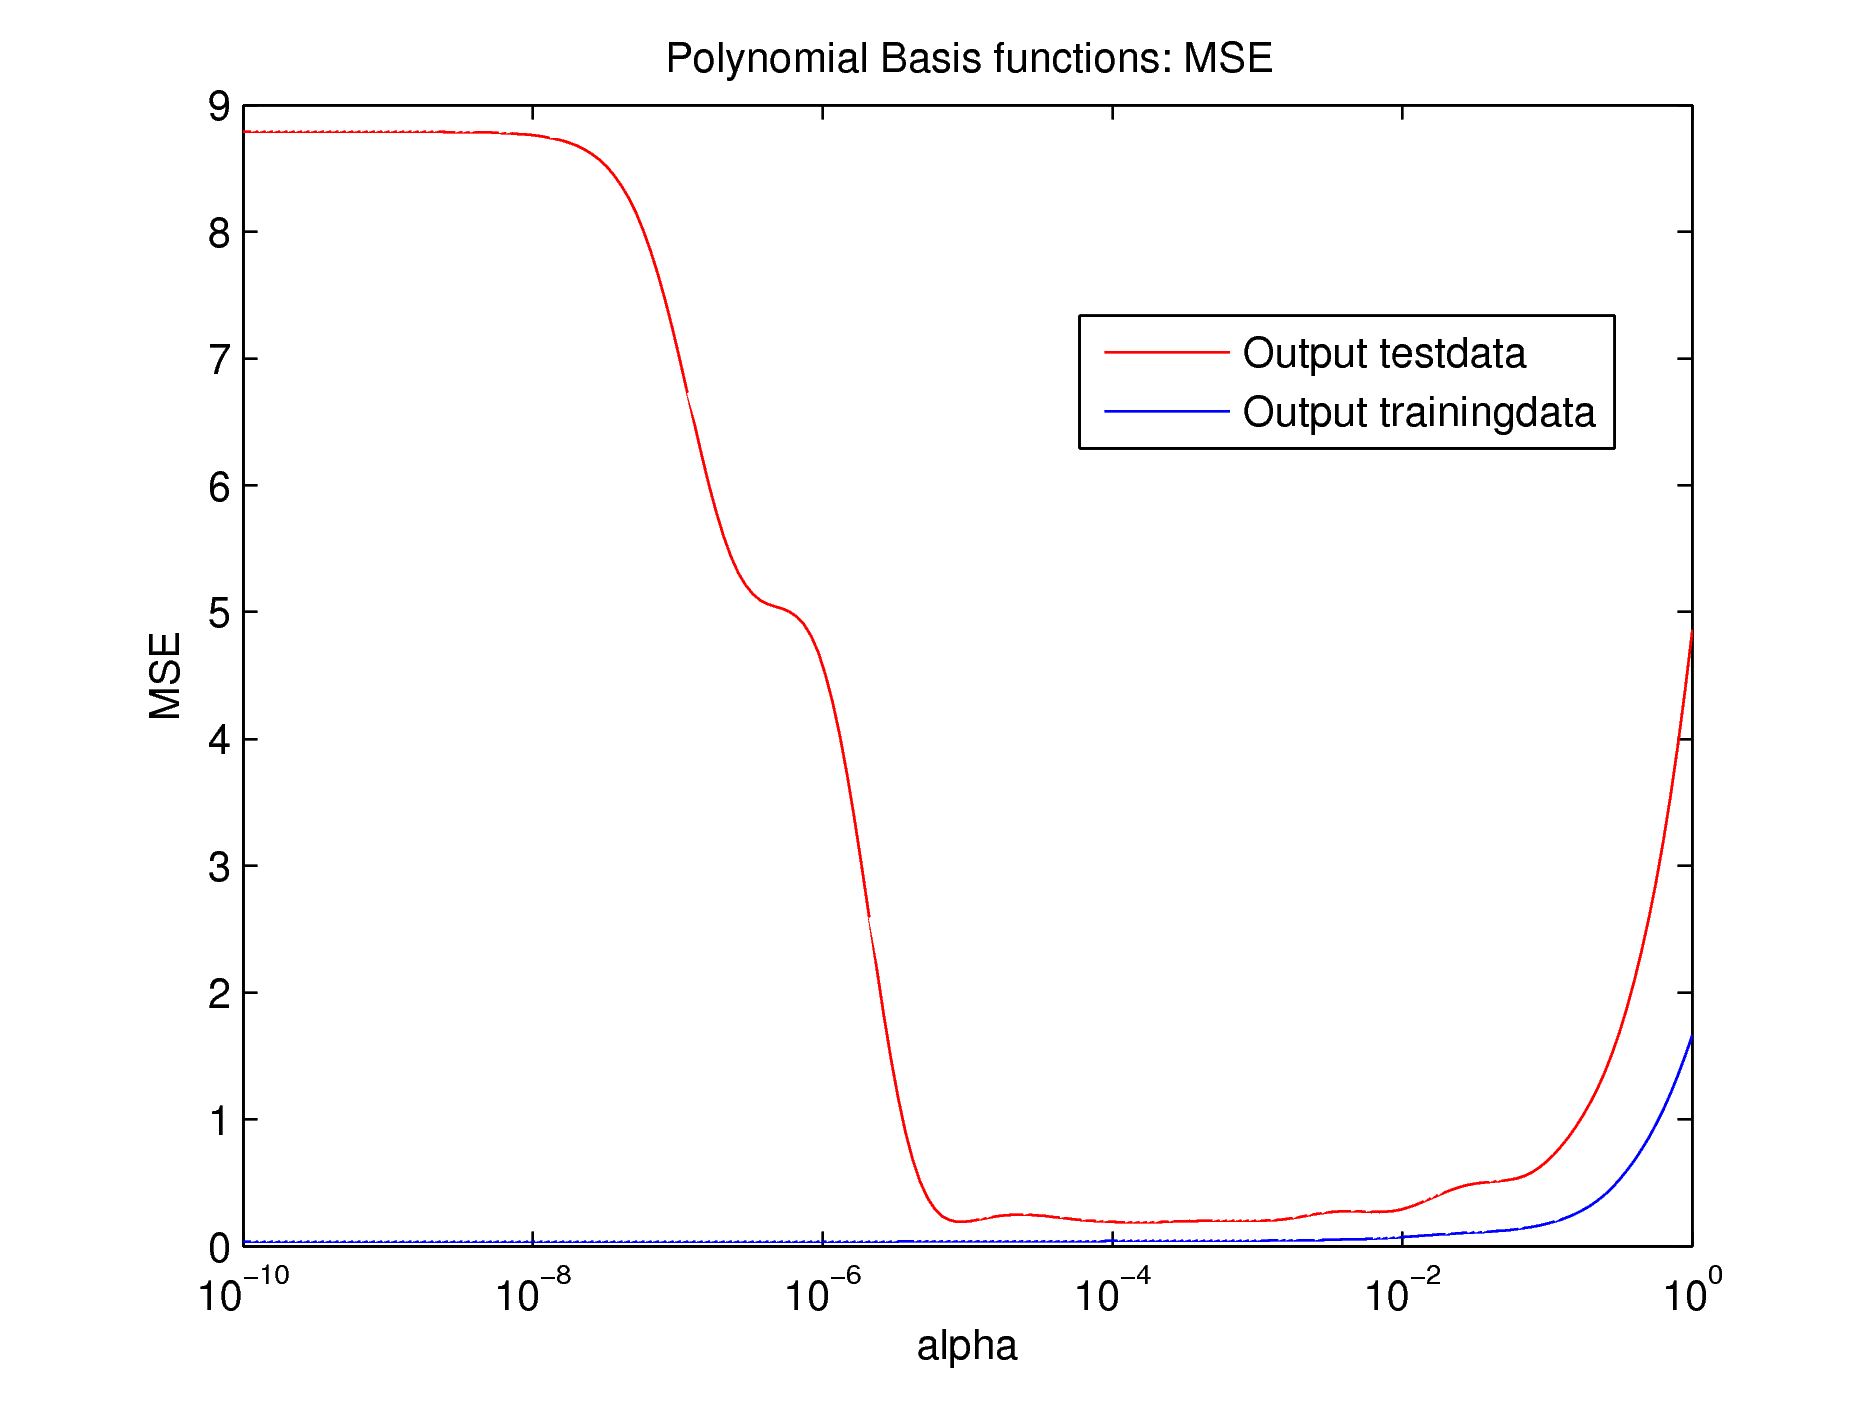 Polynomial Basis functions: MSE
9
8
7
6
5
4
3
2
1
0
MSE
Output testdata
Output trainingdata
10^−10 10^−8 10^−6 10^−4 10^−2 10^0
alpha